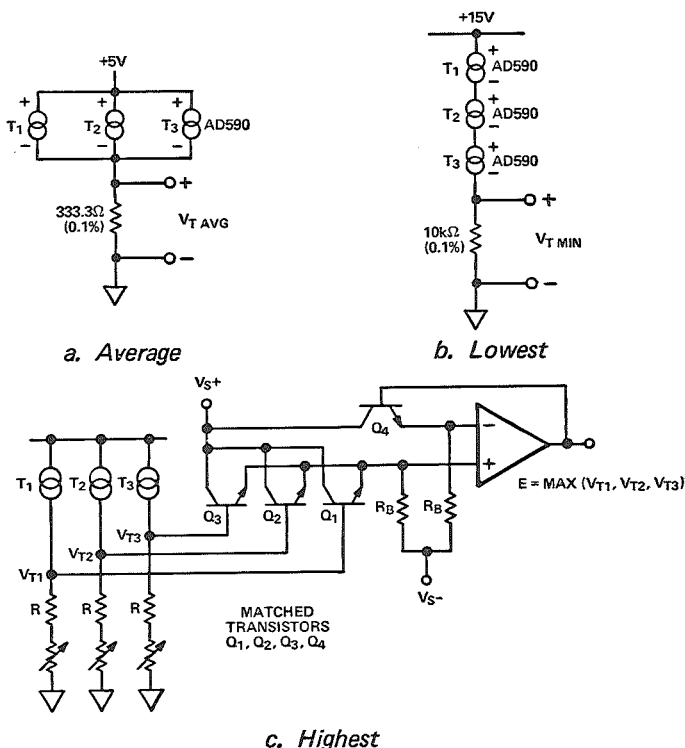 +5V
+ + +
T1 T2 T3 AD590
− − −
+
333.3Ω
(0.1%)
VT AVG
−
a. Average
+15V
+
T1 AD590
−
+
T2 AD590
−
+
T3 AD590
−
+
10kΩ
(0.1%)
VT MIN
−
b. Lowest
VS+
Q4
−
+
E = MAX (VT1, VT2, VT3)
T1 T2 T3
Q3 Q2 Q1
RB RB
VT3
VT2
VT1
VS−
R R R
MATCHED
TRANSISTORS
Q1, Q2, Q3, Q4
c. Highest